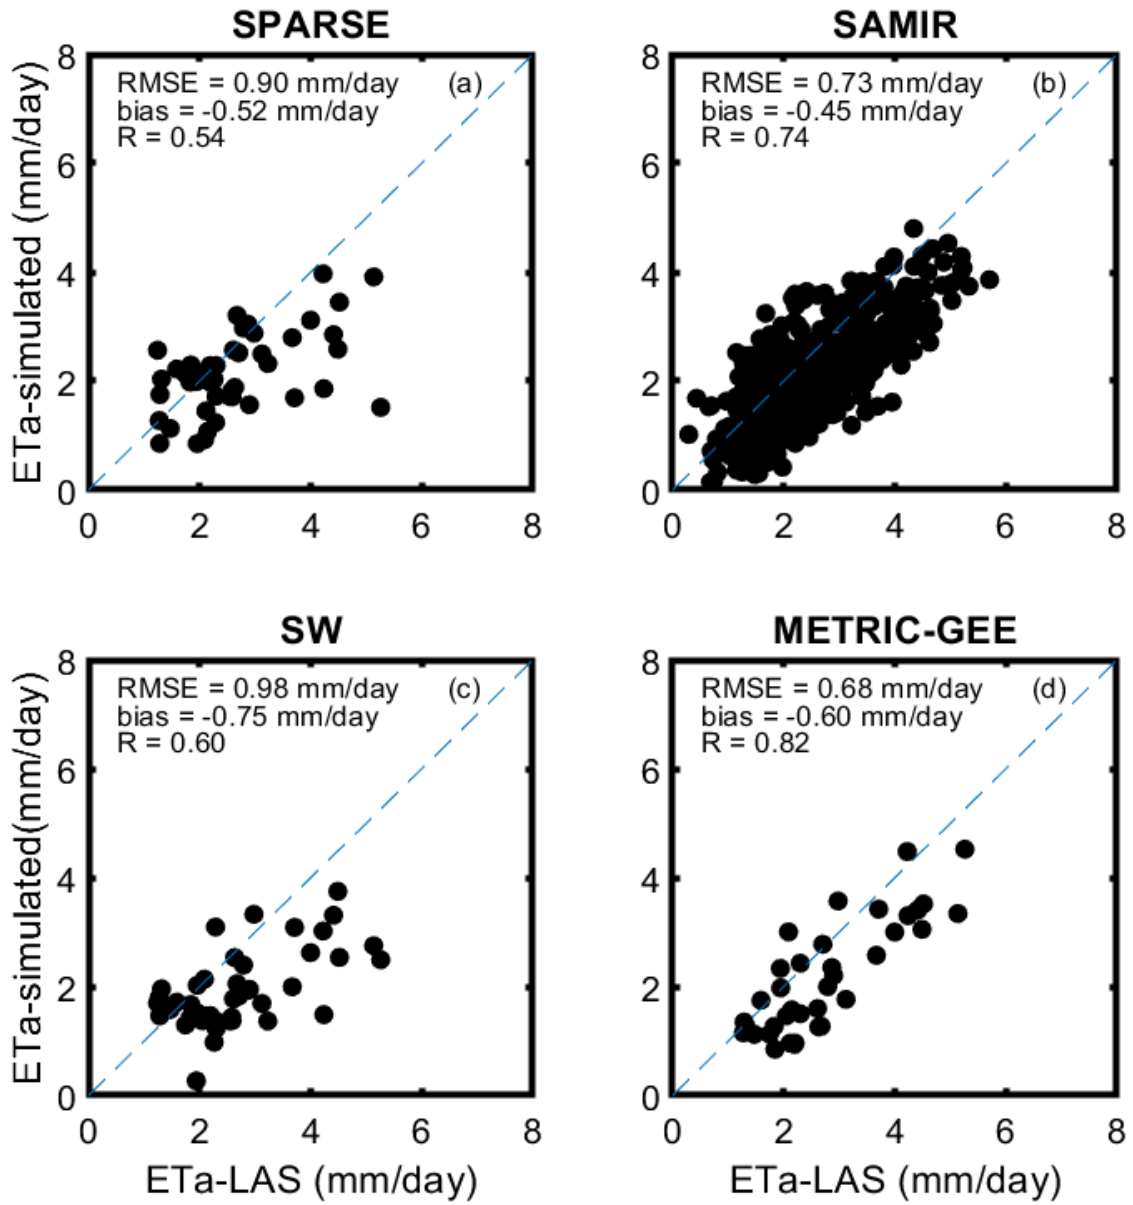 SPARSE
SAMIR
ETa-simulated (mm/day)
8
6
4
2
0
RMSE = 0.90 mm/day (a)
bias = -0.52 mm/day
R = 0.54
0 2 4 6 8
8
6
4
2
0
RMSE = 0.73 mm/day (b)
bias = -0.45 mm/day
R = 0.74
0 2 4 6 8
SW
METRIC-GEE
ETa-simulated(mm/day)
8
6
4
2
0
RMSE = 0.98 mm/day (c)
bias = -0.75 mm/day
R = 0.60
0 2 4 6 8
ETa-LAS (mm/day)
8
6
4
2
0
RMSE = 0.68 mm/day (d)
bias = -0.60 mm/day
R = 0.82
0 2 4 6 8
ETa-LAS (mm/day)